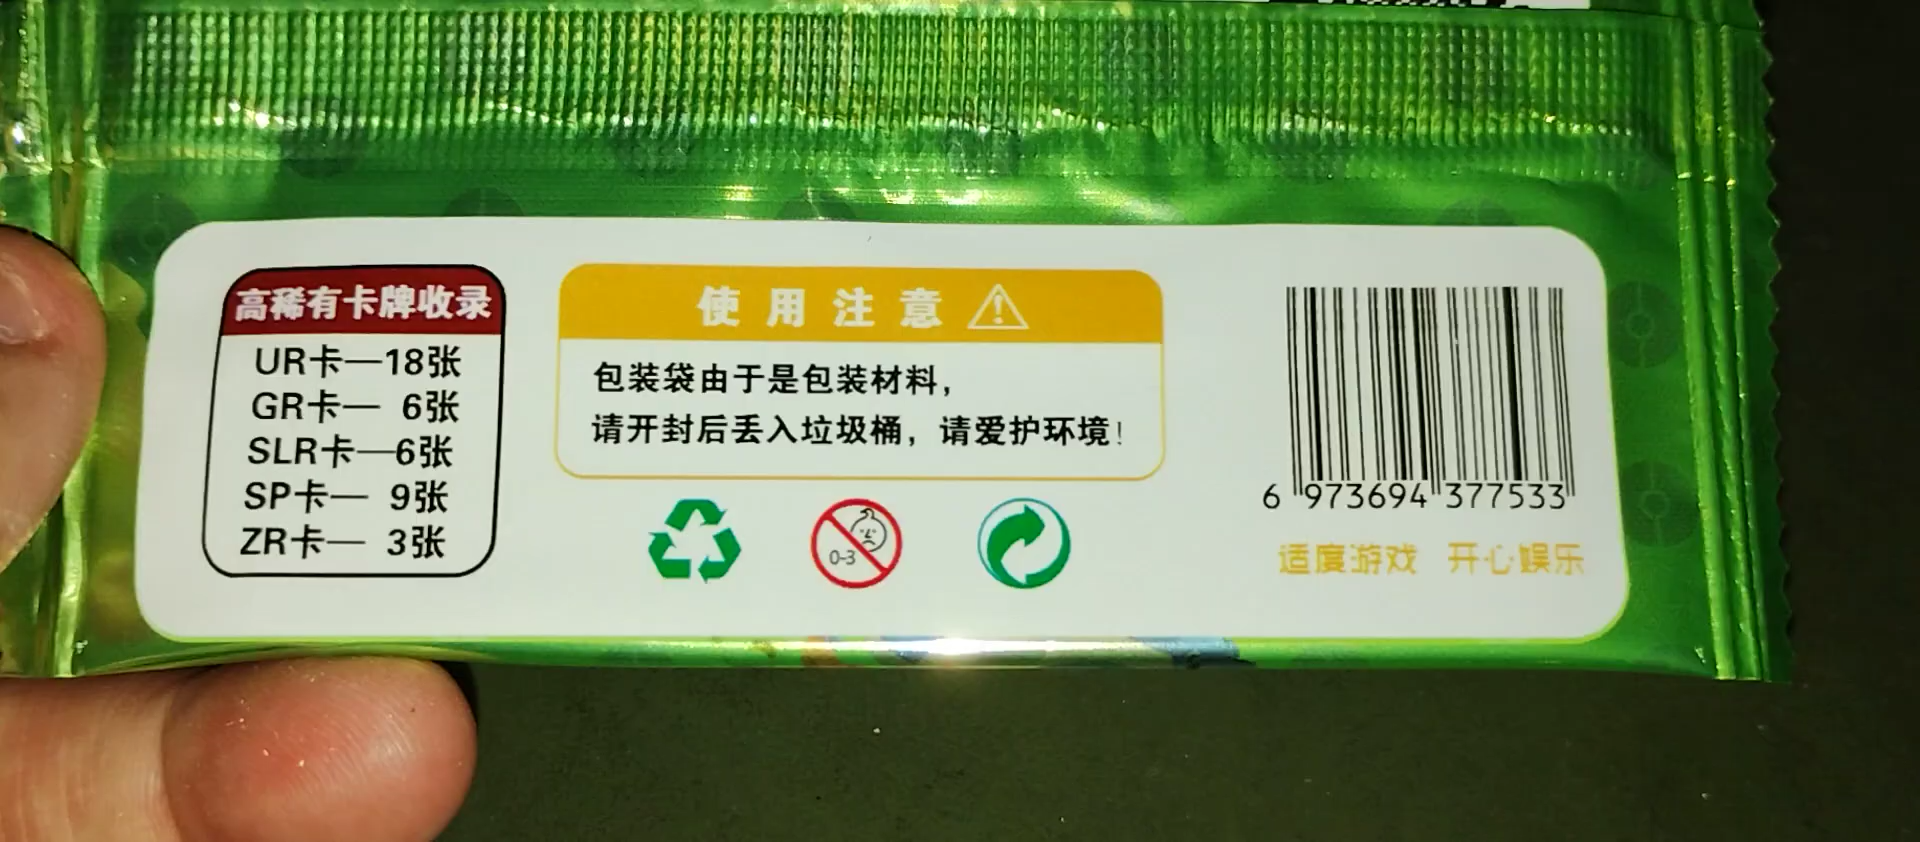 高稀有卡牌收录
UR卡—18张
GR卡— 6张
SLR卡—6张
SP卡— 9张
ZR卡— 3张
使用注意
包装袋由于是包装材料,
请开封后丢入垃圾桶, 请爱护环境!
0-3
6 973694 377533
适度游戏 开心娱乐